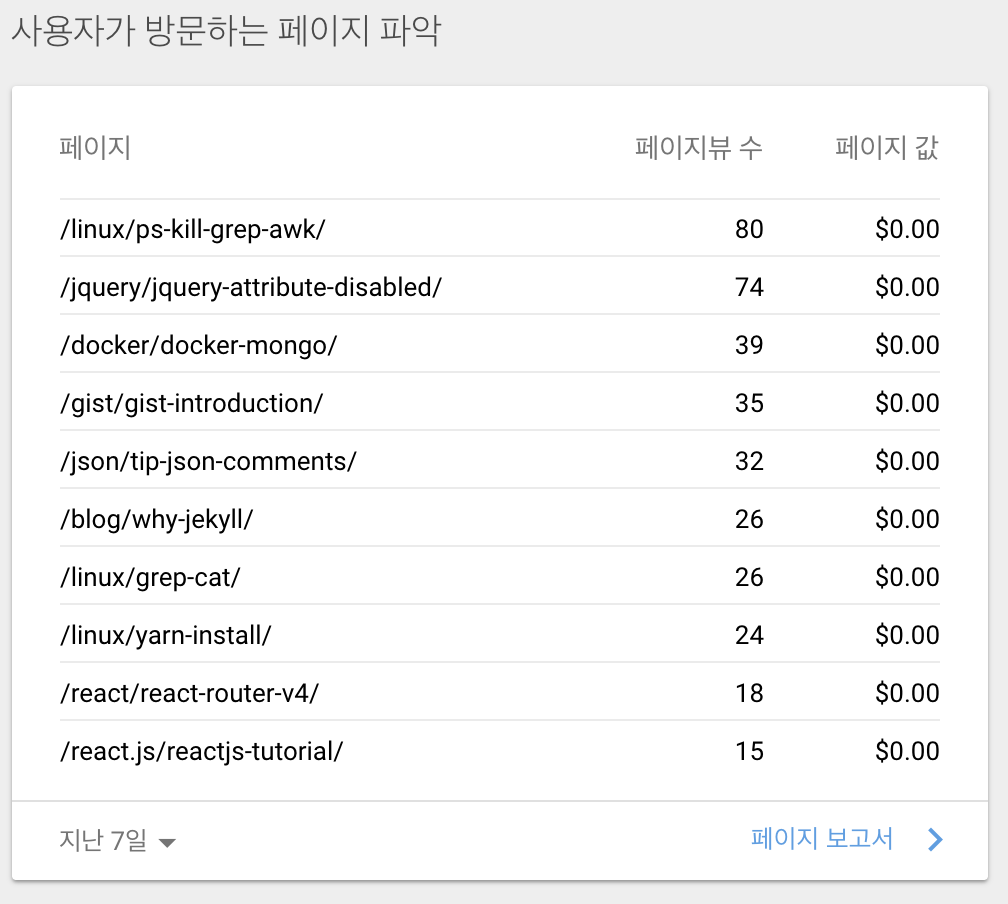 사용자가 방문하는 페이지 파악
페이지 페이지뷰 수 페이지 값
/linux/ps-kill-grep-awk/ 80 $0.00
/jquery/jquery-attribute-disabled/ 74 $0.00
/docker/docker-mongo/ 39 $0.00
/gist/gist-introduction/ 35 $0.00
/json/tip-json-comments/ 32 $0.00
/blog/why-jekyll/ 26 $0.00
/linux/grep-cat/ 26 $0.00
/linux/yarn-install/ 24 $0.00
/react/react-router-v4/ 18 $0.00
/react.js/reactjs-tutorial/ 15 $0.00
지난 7일 페이지 보고서